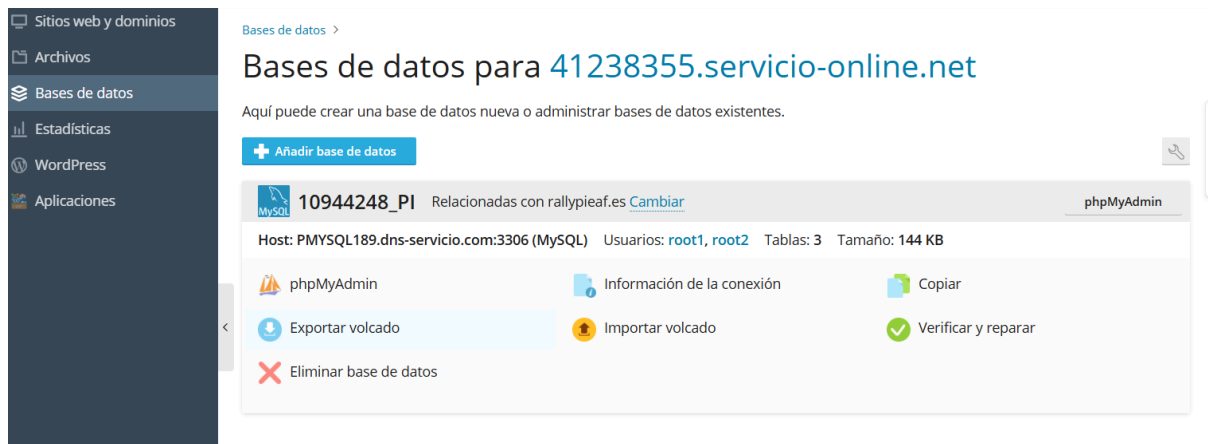 Sitios web y dominios
Archivos
Bases de datos
Estadísticas
WordPress
Aplicaciones
Bases de datos >
Bases de datos para 41238355.servicio-online.net
Aquí puede crear una base de datos nueva o administrar bases de datos existentes.
Añadir base de datos
MySQL 10944248_PI Relacionadas con rallypieaf.es Cambiar phpMyAdmin
Host: PMYSQL189.dns-servicio.com:3306 (MySQL) Usuarios: root1, root2 Tablas: 3 Tamaño: 144 KB
phpMyAdmin Información de la conexión Copiar
Exportar volcado Importar volcado Verificar y reparar
Eliminar base de datos